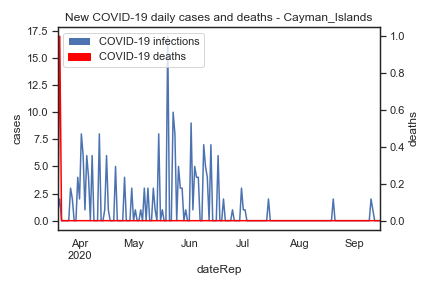 New COVID-19 daily cases and deaths - Cayman_Islands
COVID-19 infections
COVID-19 deaths
17.5
15.0
12.5
10.0
7.5
5.0
2.5
0.0
cases
1.0
0.8
0.6
0.4
0.2
0.0
deaths
Apr May Jun Jul Aug Sep
2020
dateRep